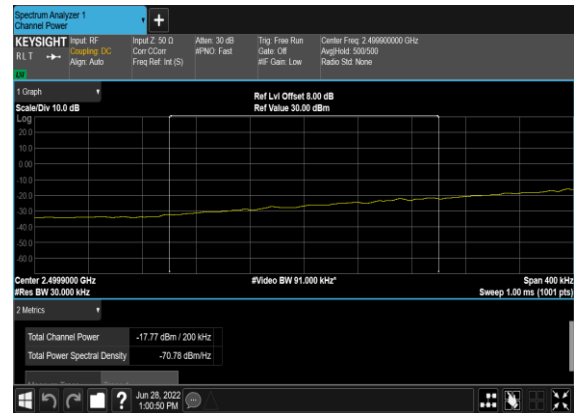 Spectrum Analyzer 1
Channel Power
+
KEYSIGHT
RLT
Input: RF
Coupling: DC
Align: Auto
Input Z: 50 Ω
Corr CCorr
Freq Ref: Int (S)
Atten: 30 dB
#PNO: Fast
Trig: Free Run
Gate: Off
#IF Gain: Low
Center Freq: 2.499900000 GHz
Avg|Hold: 500/500
Radio Std: None
1 Graph
Scale/Div 10.0 dB
Ref Lvl Offset 8.00 dB
Ref Value 30.00 dBm
Log
20.0
10.0
0.00
-10.0
-20.0
-30.0
-40.0
-50.0
-60.0
Center 2.4999000 GHz
#Res BW 30.000 kHz
#Video BW 91.000 kHz*
Span 400 kHz
Sweep 1.00 ms (1001 pts)
2 Metrics
Total Channel Power -17.77 dBm / 200 kHz
Total Power Spectral Density -70.78 dBm/Hz
?
Jun 28, 2022
1:00:50 PM